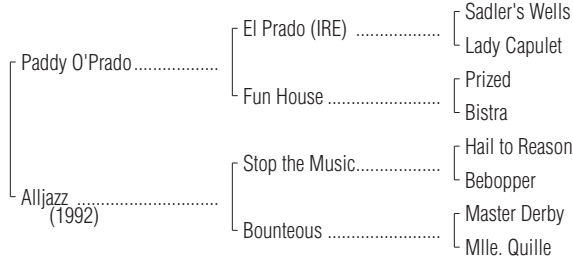 Sadler's Wells
El Prado (IRE) ..................
Lady Capulet
Paddy O'Prado..................
Prized
Fun House ........................
Bistra
Hail to Reason
Stop the Music..................
Bebopper
Alljazz ..............................
(1992)
Master Derby
Bounteous ........................
Mlle. Quille